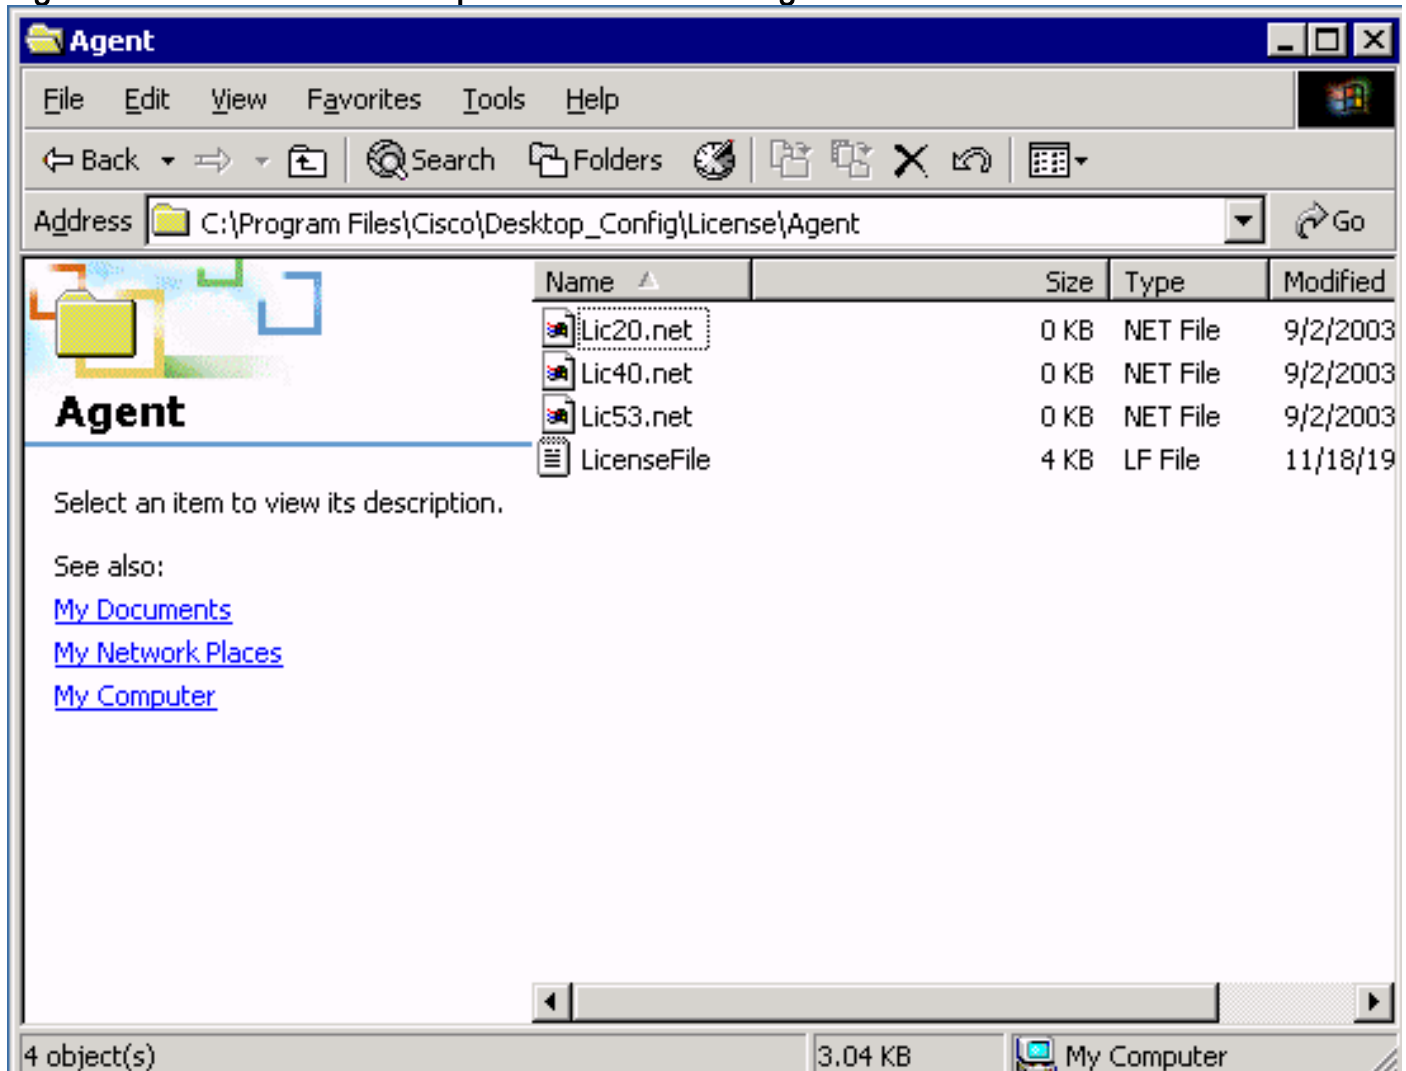 Agent
File Edit View Favorites Tools Help
Back Search Folders
Address C:\Program Files\Cisco\Desktop_Config\License\Agent Go
Name Size Type Modified
Lic20.net 0 KB NET File 9/2/2003
Lic40.net 0 KB NET File 9/2/2003
Lic53.net 0 KB NET File 9/2/2003
LicenseFile 4 KB LF File 11/18/19
Agent
Select an item to view its description.
See also:
My Documents
My Network Places
My Computer
4 object(s) 3.04 KB My Computer